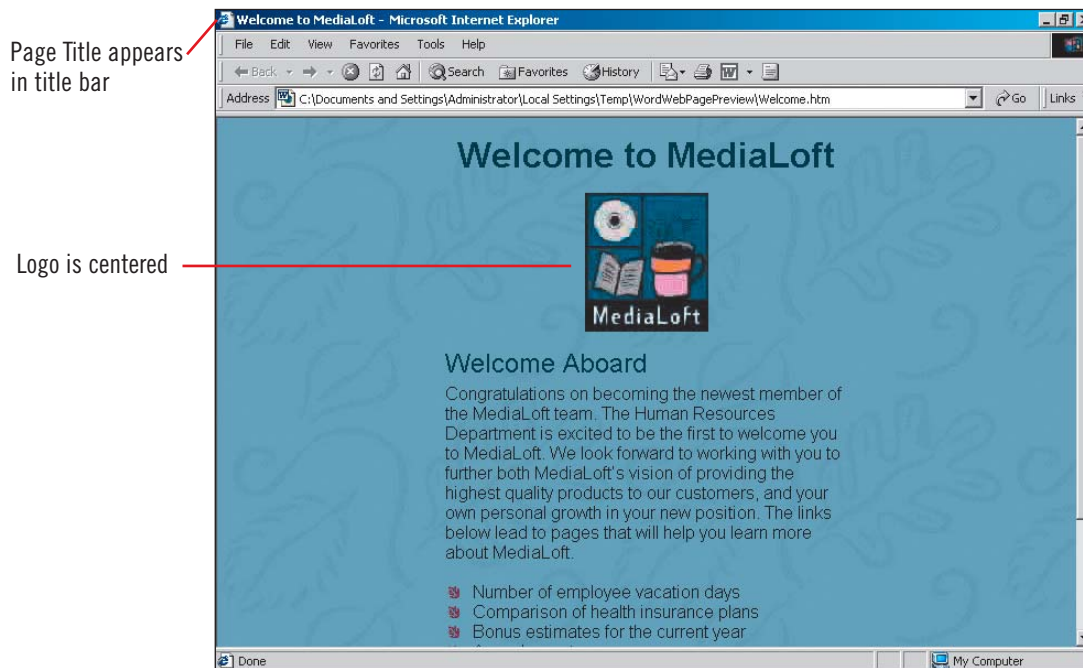 Welcome to MediaLoft - Microsoft Internet Explorer
Page Title appears
in title bar
File Edit View Favorites Tools Help
Back Search Favorites History
Address C:\Documents and Settings\Administrator\Local Settings\Temp\WordWebPagePreview\Welcome.htm Go Links
Welcome to MediaLoft
Logo is centered
MediaLoft
Welcome Aboard
Congratulations on becoming the newest member of
the MediaLoft team. The Human Resources
Department is excited to be the first to welcome you
to MediaLoft. We look forward to working with you to
further both MediaLoft's vision of providing the
highest quality products to our customers, and your
own personal growth in your new position. The links
below lead to pages that will help you learn more
about MediaLoft.
Number of employee vacation days
Comparison of health insurance plans
Bonus estimates for the current year
Done My Computer